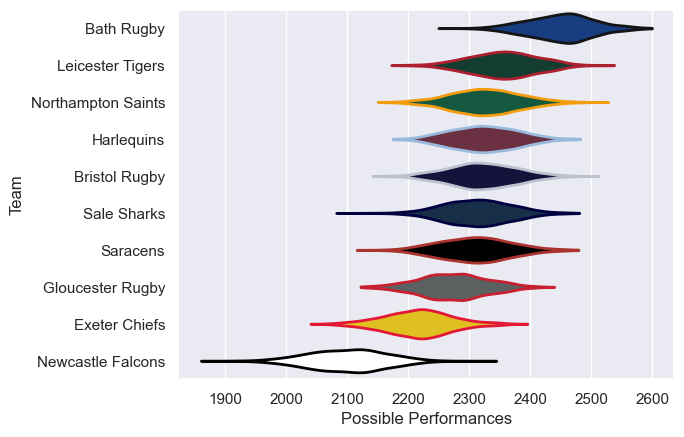 Bath Rugby
Leicester Tigers
Northampton Saints
Harlequins
Bristol Rugby
Sale Sharks
Saracens
Gloucester Rugby
Exeter Chiefs
Newcastle Falcons
Team
1900 2000 2100 2200 2300 2400 2500 2600
Possible Performances